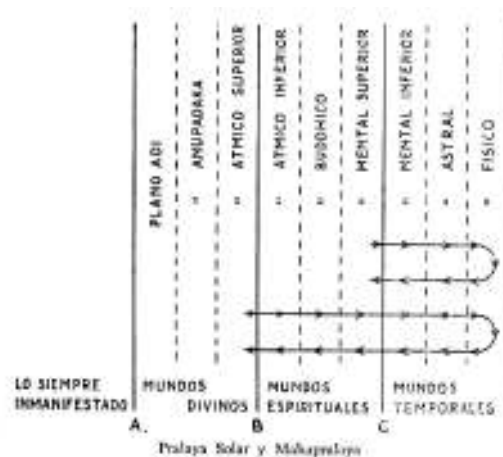 PLANO ADI
" AMUPADAKA
" ATMICO SUPERIOR
" ATMICO INFERIOR
" BUDDHICO
" MENTAL SUPERIOR
" MENTAL INFERIOR
" ASTRAL
" FISICO
LO SIEMPRE
INMANIFESTADO
MUNDOS
DIVINOS
MUNDOS
ESPIRITUALES
MUNDOS
TEMPORALES
A.
B
C
Pralaya Solar y Mahapralaya